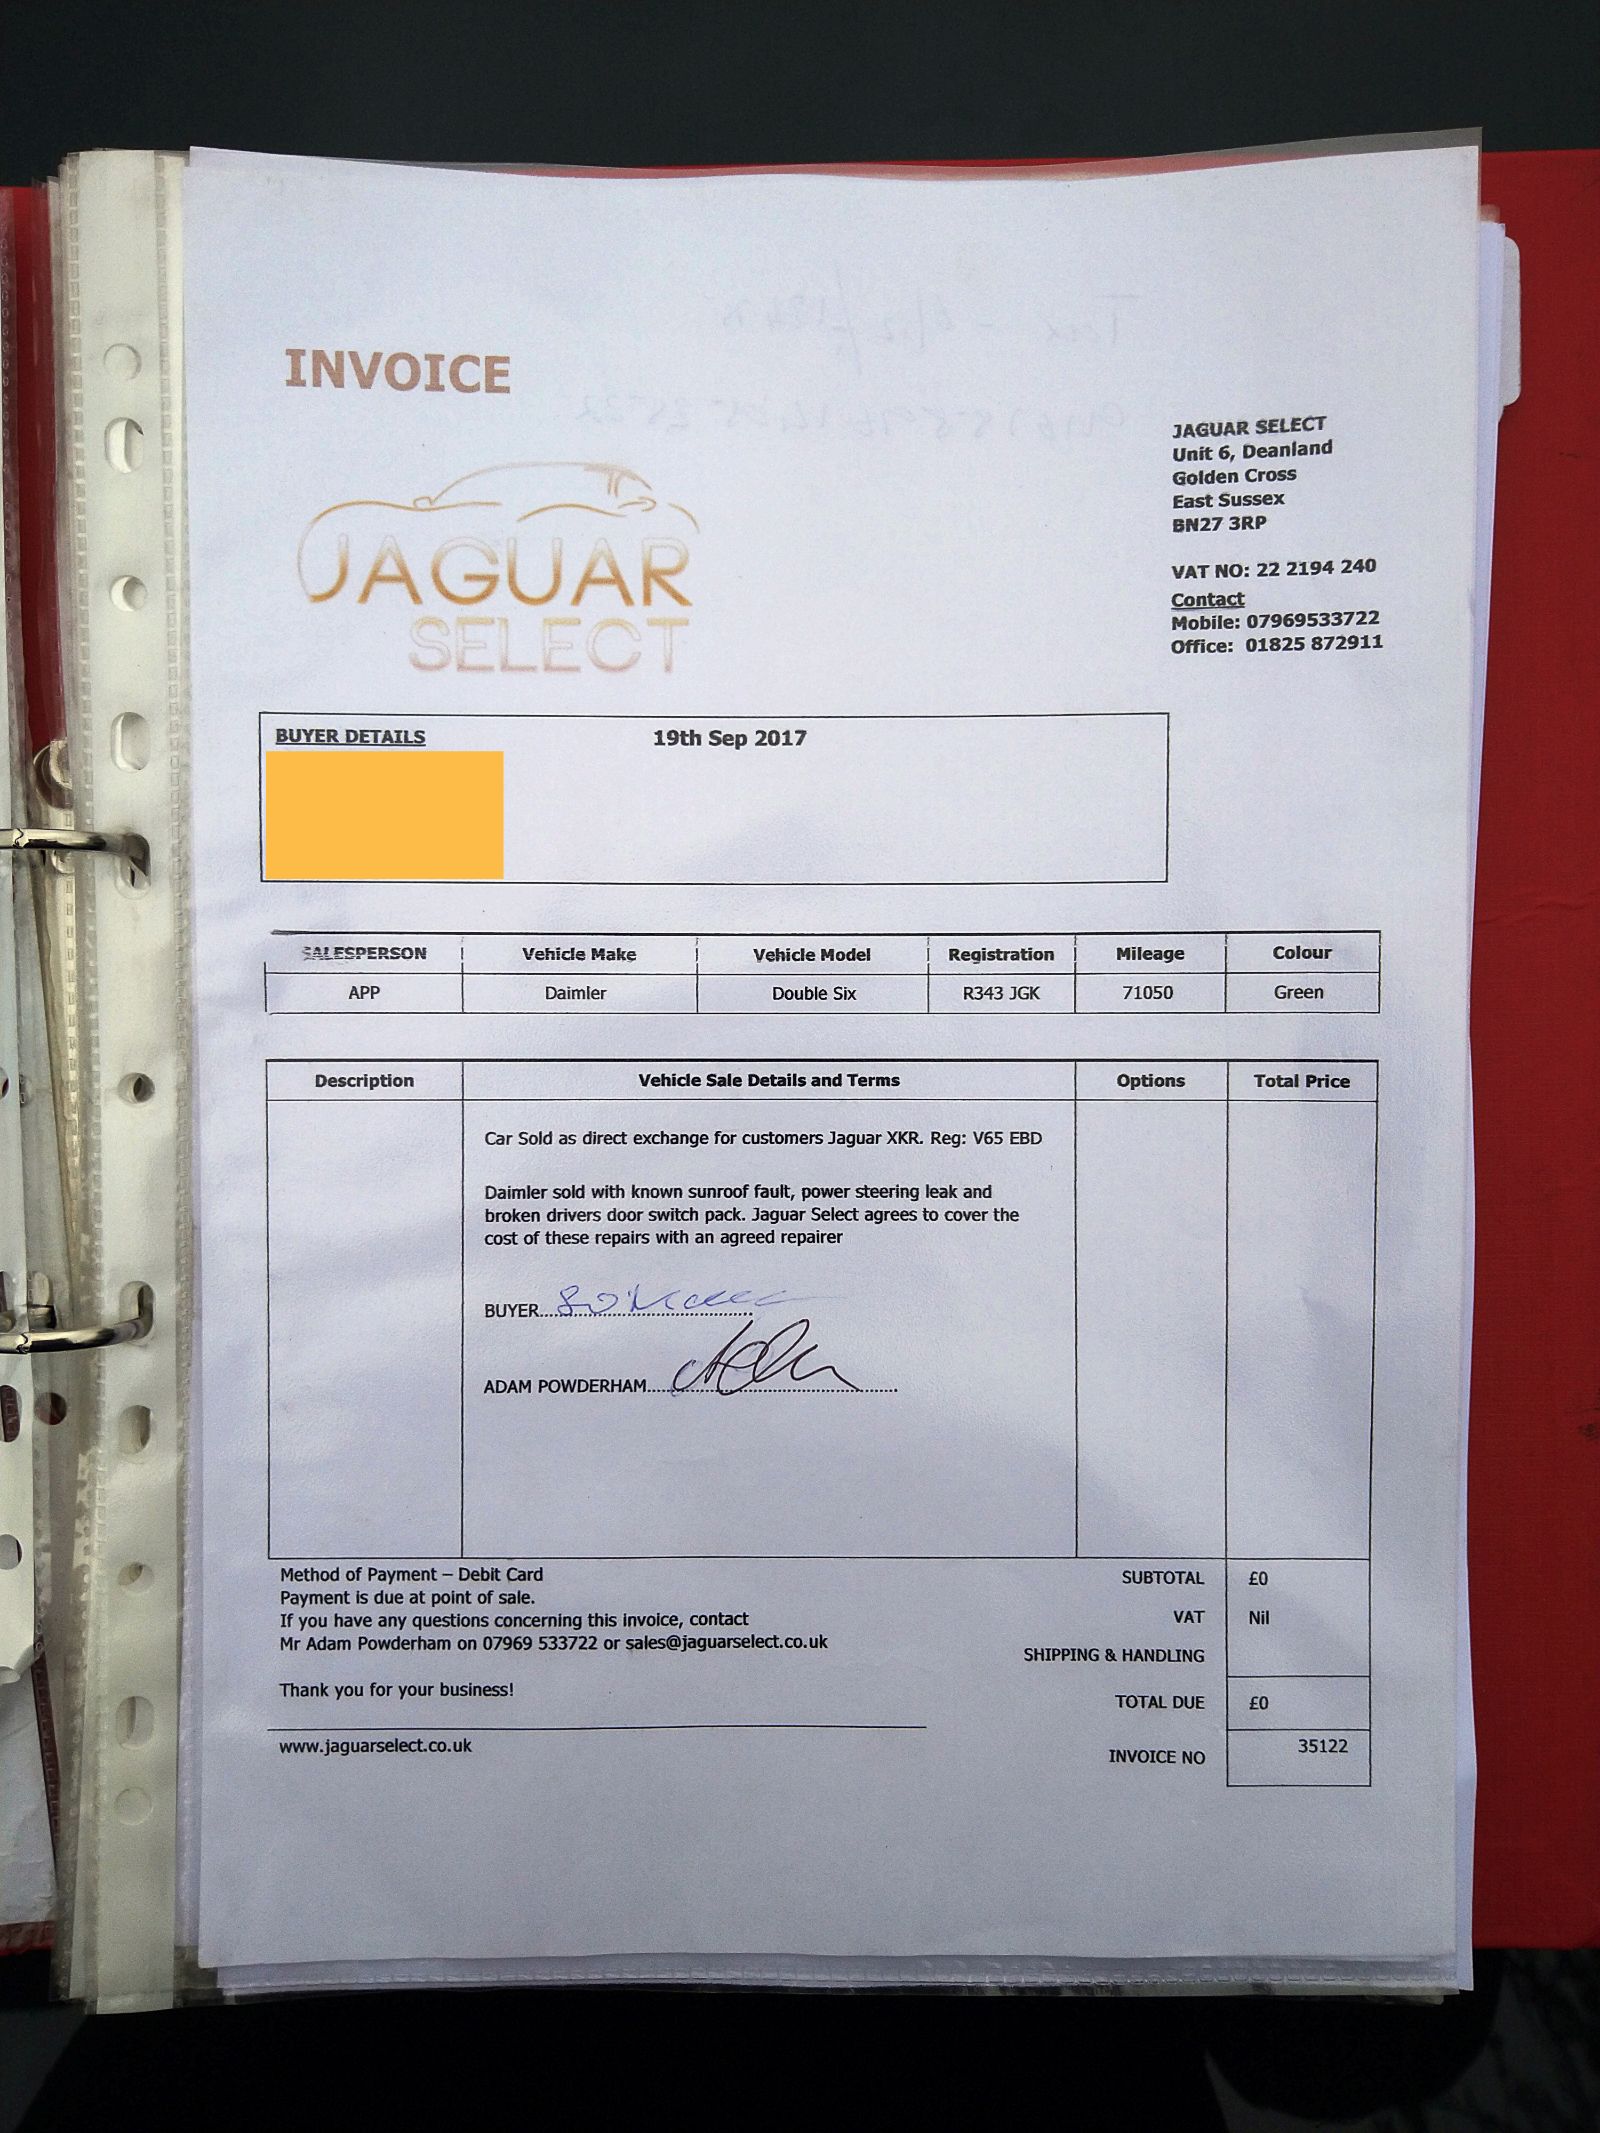 INVOICE
JAGUAR
SELECT
JAGUAR SELECT
Unit 6, Deanland
Golden Cross
East Sussex
BN27 3RP
VAT NO: 22 2194 240
Contact
Mobile: 07969533722
Office: 01825 872911
BUYER DETAILS 19th Sep 2017
SALESPERSON Vehicle Make Vehicle Model Registration Mileage Colour
APP Daimler Double Six R343 JGK 71050 Green
Description Vehicle Sale Details and Terms Options Total Price
Car Sold as direct exchange for customers Jaguar XKR. Reg: V65 EBD
Daimler sold with known sunroof fault, power steering leak and
broken drivers door switch pack. Jaguar Select agrees to cover the
cost of these repairs with an agreed repairer
BUYER
ADAM POWDERHAM
Method of Payment – Debit Card
Payment is due at point of sale.
If you have any questions concerning this invoice, contact
Mr Adam Powderham on 07969 533722 or sales@jaguarselect.co.uk
Thank you for your business!
www.jaguarselect.co.uk
SUBTOTAL £0
VAT Nil
SHIPPING & HANDLING
TOTAL DUE £0
INVOICE NO 35122